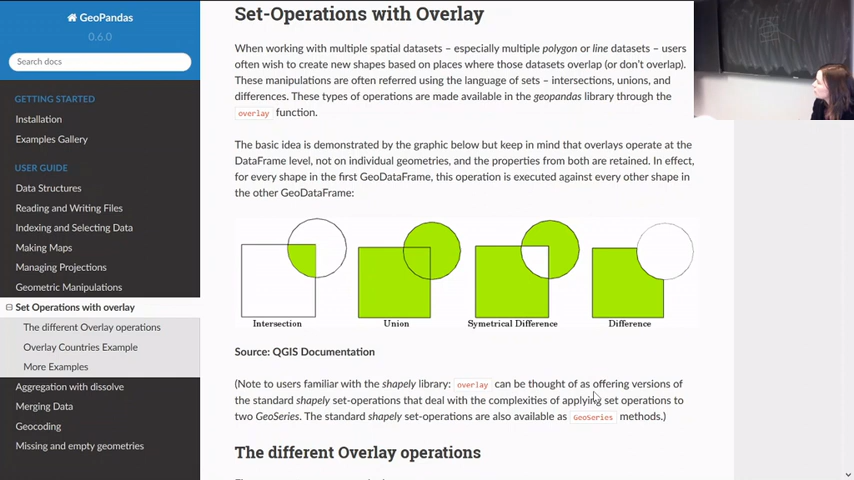 GeoPandas
0.6.0
Search docs
GETTING STARTED
Installation
Examples Gallery
USER GUIDE
Data Structures
Reading and Writing Files
Indexing and Selecting Data
Making Maps
Managing Projections
Geometric Manipulations
Set Operations with overlay
The different Overlay operations
Overlay Countries Example
More Examples
Aggregation with dissolve
Merging Data
Geocoding
Missing and empty geometries
Set-Operations with Overlay
When working with multiple spatial datasets – especially multiple polygon or line datasets – users
often wish to create new shapes based on places where those datasets overlap (or don't overlap).
These manipulations are often referred using the language of sets – intersections, unions, and
differences. These types of operations are made available in the geopandas library through the
overlay function.
The basic idea is demonstrated by the graphic below but keep in mind that overlays operate at the
DataFrame level, not on individual geometries, and the properties from both are retained. In effect,
for every shape in the first GeoDataFrame, this operation is executed against every other shape in
the other GeoDataFrame:
Intersection Union Symetrical Difference Difference
Source: QGIS Documentation
(Note to users familiar with the shapely library: overlay can be thought of as offering versions of
the standard shapely set-operations that deal with the complexities of applying set operations to
two GeoSeries. The standard shapely set-operations are also available as GeoSeries methods.)
The different Overlay operations